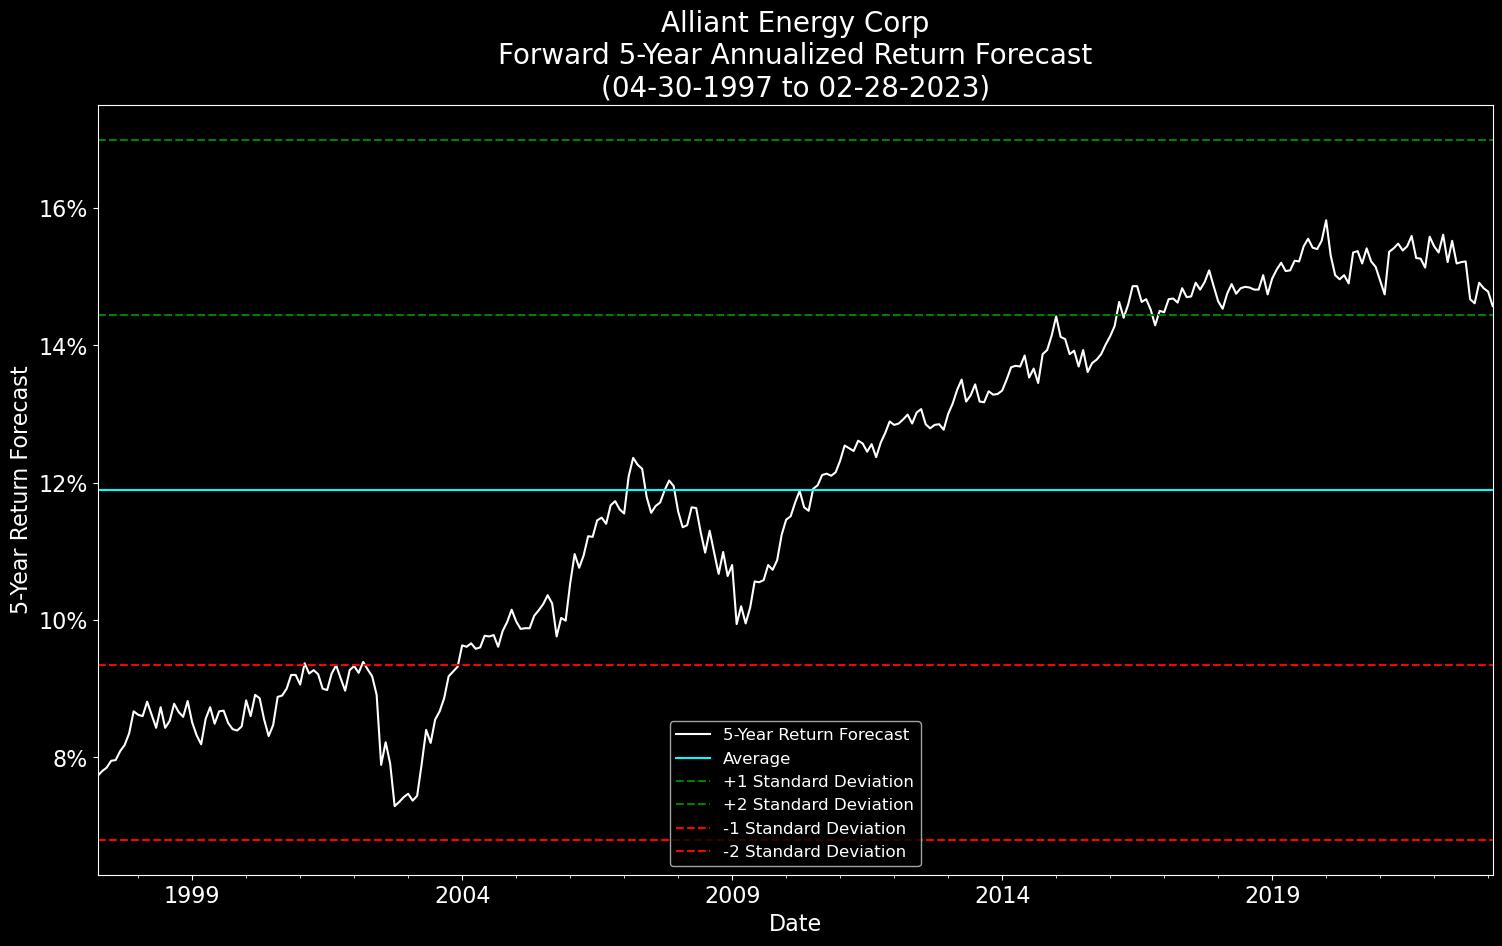 Alliant Energy Corp
Forward 5-Year Annualized Return Forecast
(04-30-1997 to 02-28-2023)
16%
14%
12%
10%
8%
5-Year Return Forecast
5-Year Return Forecast
Average
+1 Standard Deviation
+2 Standard Deviation
-1 Standard Deviation
-2 Standard Deviation
1999 2004 2009 2014 2019
Date